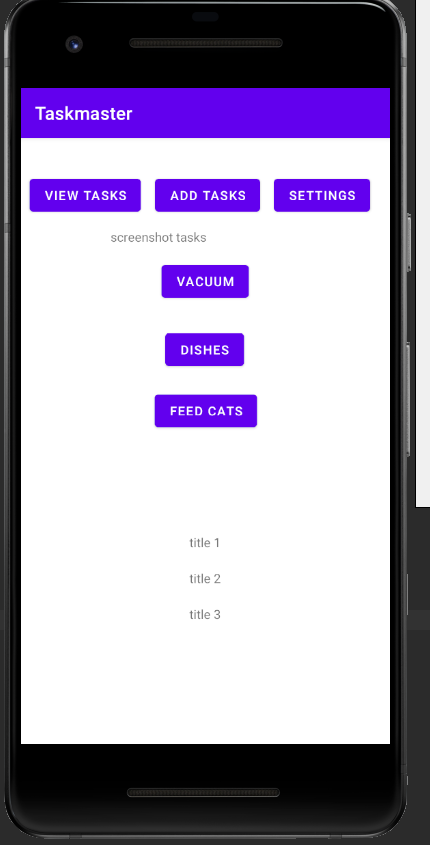 Taskmaster
VIEW TASKS ADD TASKS SETTINGS
screenshot tasks
VACUUM
DISHES
FEED CATS
title 1
title 2
title 3